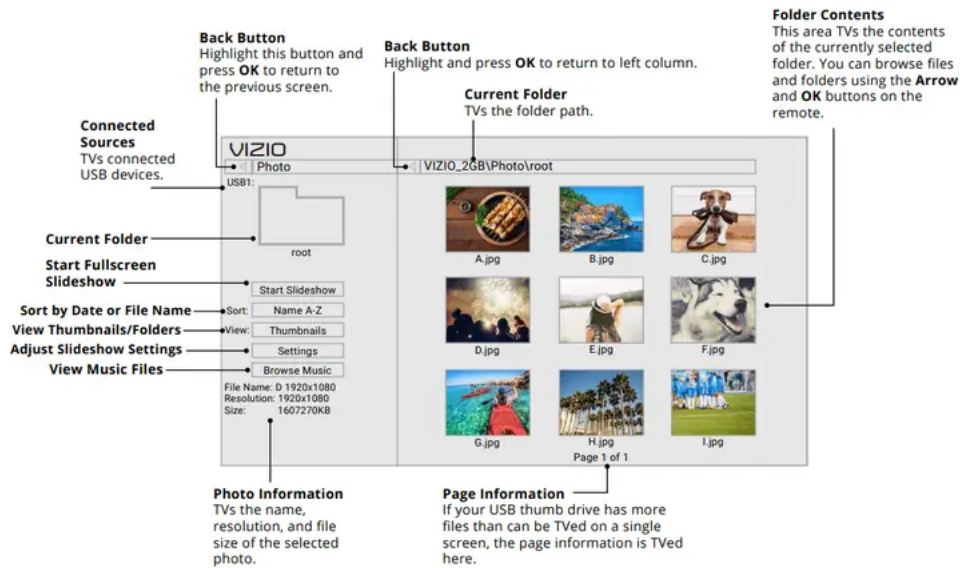 Folder Contents
This area TVs the contents
of the currently selected
folder. You can browse files
and folders using the Arrow
and OK buttons on the
remote.
Back Button
Highlight this button and
press OK to return to
the previous screen.
Back Button
Highlight and press OK to return to left column.
Current Folder
TVs the folder path.
Connected
Sources
TVs connected
USB devices.
VIZIO
Photo
VIZIO_2GB\Photo\root
USB1:
root
Current Folder
Start Fullscreen
Slideshow
Start Slideshow
Sort by Date or File Name
Sort: Name A-Z
View Thumbnails/Folders
View: Thumbnails
Adjust Slideshow Settings
Settings
View Music Files
Browse Music
File Name: D 1920x1080
Resolution: 1920x1080
Size: 1607270KB
A.jpg
B.jpg
C.jpg
D.jpg
E.jpg
F.jpg
G.jpg
H.jpg
I.jpg
Page 1 of 1
Photo Information
TVs the name,
resolution, and file
size of the selected
photo.
Page Information
If your USB thumb drive has more
files than can be TVed on a single
screen, the page information is TVed
here.